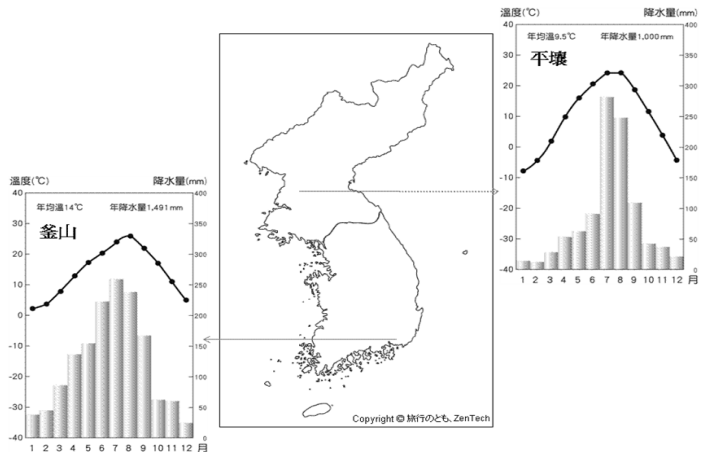 溫度(℃) 降水量(mm)
年均溫14℃ 年降水量1,491mm
釜山
40 400
30 350
20 300
10 250
0 200
-10 150
-20 100
-30 50
-40 0
1 2 3 4 5 6 7 8 9 10 11 12 月
Copyright © 旅行のとも、ZenTech
溫度(℃) 降水量(mm)
年均溫9.5℃ 年降水量1,000mm
平壤
40 400
30 350
20 300
10 250
0 200
-10 150
-20 100
-30 50
-40 0
1 2 3 4 5 6 7 8 9 10 11 12 月